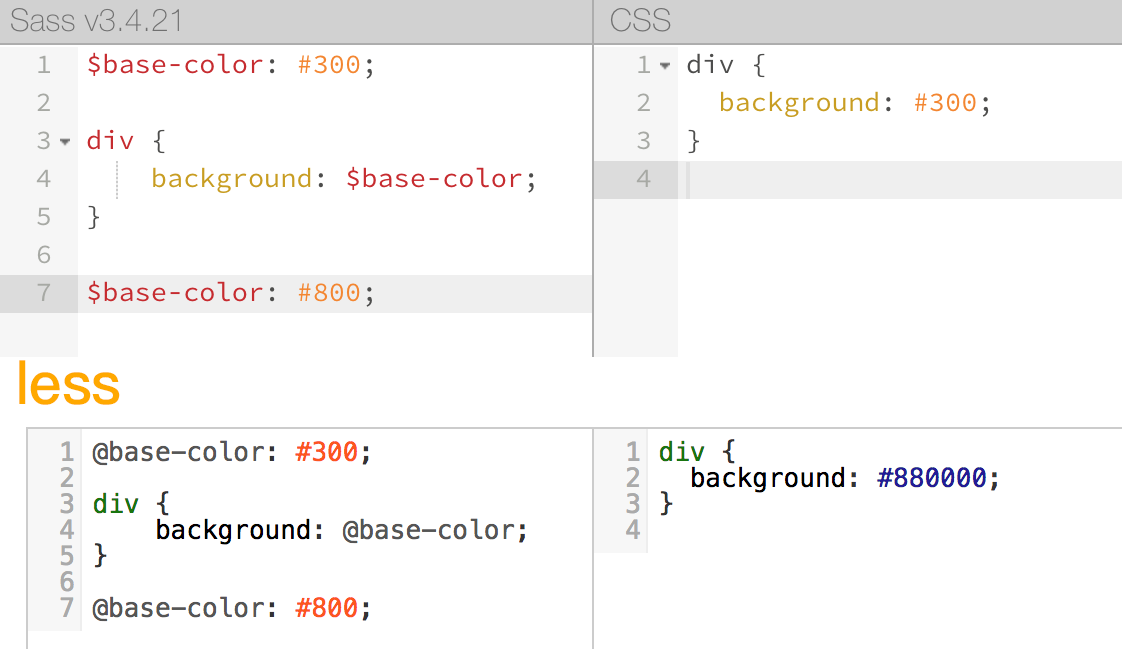 Sass v3.4.21
1 $base-color: #300;
2
3 div {
4 background: $base-color;
5 }
6
7 $base-color: #800;
CSS
1 div {
2 background: #300;
3 }
4
less
1 @base-color: #300;
2
3 div {
4 background: @base-color;
5 }
6
7 @base-color: #800;
1 div {
2 background: #880000;
3 }
4